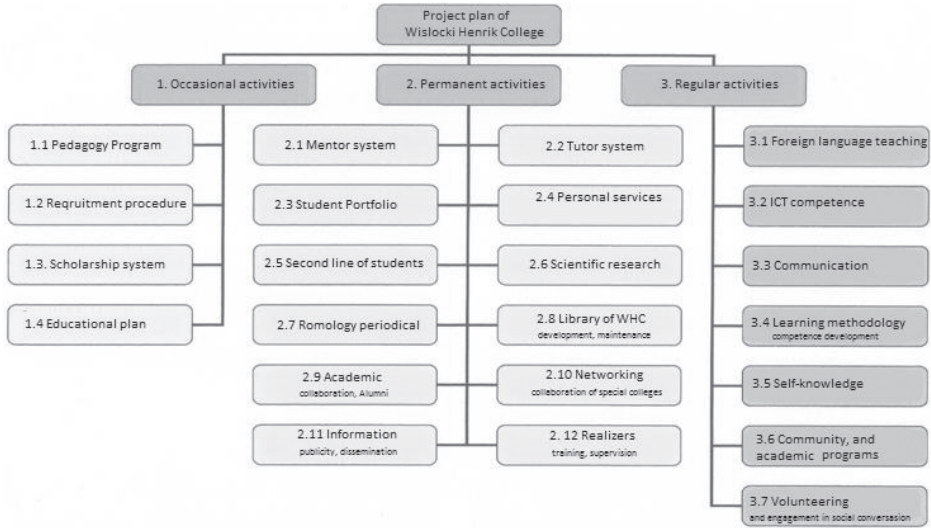 Project plan of
Wislocki Henrik College
1. Occasional activities
2. Permanent activities
3. Regular activities
1.1 Pedagogy Program
1.2 Reqruitment procedure
1.3. Scholarship system
1.4 Educational plan
2.1 Mentor system
2.2 Tutor system
2.3 Student Portfolio
2.4 Personal services
2.5 Second line of students
2.6 Scientific research
2.7 Romology periodical
2.8 Library of WHC
development, maintenance
2.9 Academic
collaboration, Alumni
2.10 Networking
collaboration of special colleges
2.11 Information
publicity, dissemination
2. 12 Realizers
training, supervision
3.1 Foreign language teaching
3.2 ICT competence
3.3 Communication
3.4 Learning methodology
competence development
3.5 Self-knowledge
3.6 Community, and
academic programs
3.7 Volunteering
and engagement in social conversasion